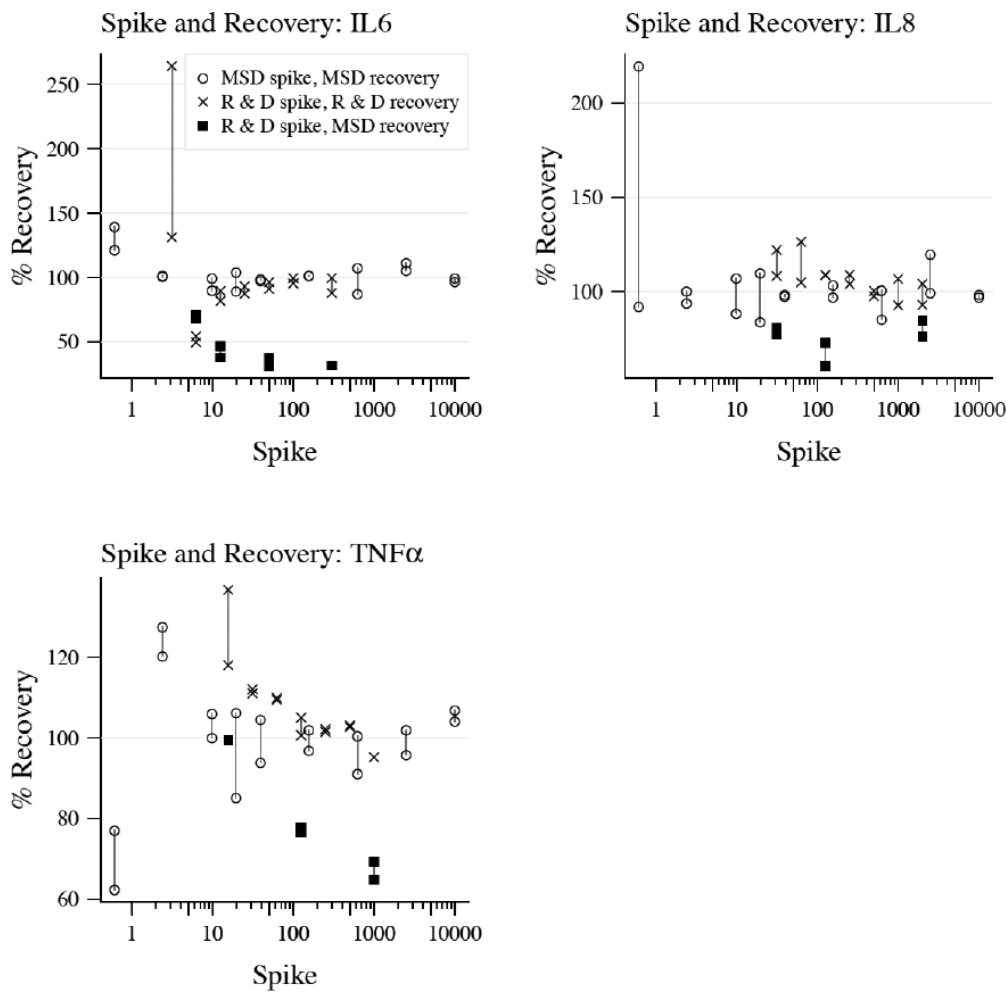 Spike and Recovery: IL6
250
200
150
100
50
% Recovery
MSD spike, MSD recovery
R & D spike, R & D recovery
R & D spike, MSD recovery
1 10 100 1000 10000
Spike
Spike and Recovery: IL8
200
150
100
% Recovery
1 10 100 1000 10000
Spike
Spike and Recovery: TNFα
120
100
80
60
% Recovery
1 10 100 1000 10000
Spike